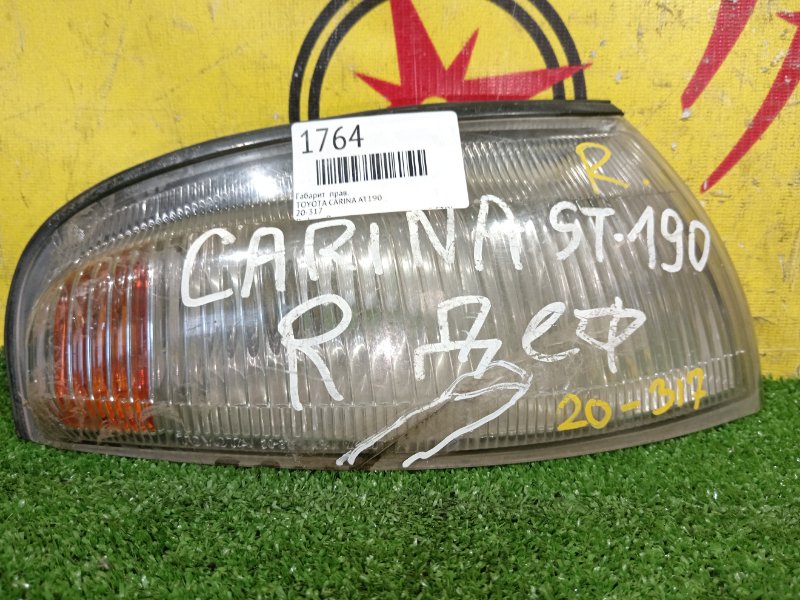 1764
Габарит прав.
TOYOTA CARINA AT190
20-317
R.
CARINA ST-190
R Деф
20-317